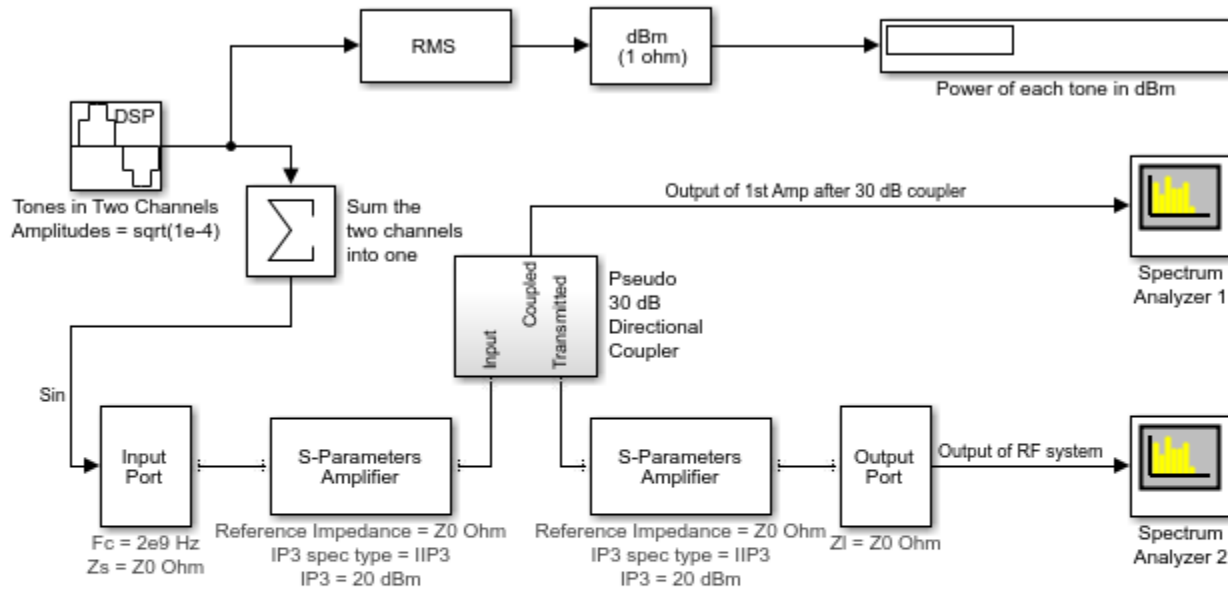 RMS
dBm
(1 ohm)
Power of each tone in dBm
DSP
Tones in Two Channels
Amplitudes = sqrt(1e-4)
Sum the
two channels
into one
Output of 1st Amp after 30 dB coupler
Spectrum
Analyzer 1
Input
Coupled
Transmitted
Pseudo
30 dB
Directional
Coupler
Sin
Input
Port
Fc = 2e9 Hz
Zs = Z0 Ohm
S-Parameters
Amplifier
Reference Impedance = Z0 Ohm
IP3 spec type = IIP3
IP3 = 20 dBm
S-Parameters
Amplifier
Reference Impedance = Z0 Ohm
IP3 spec type = IIP3
IP3 = 20 dBm
Output
Port
Zl = Z0 Ohm
Output of RF system
Spectrum
Analyzer 2